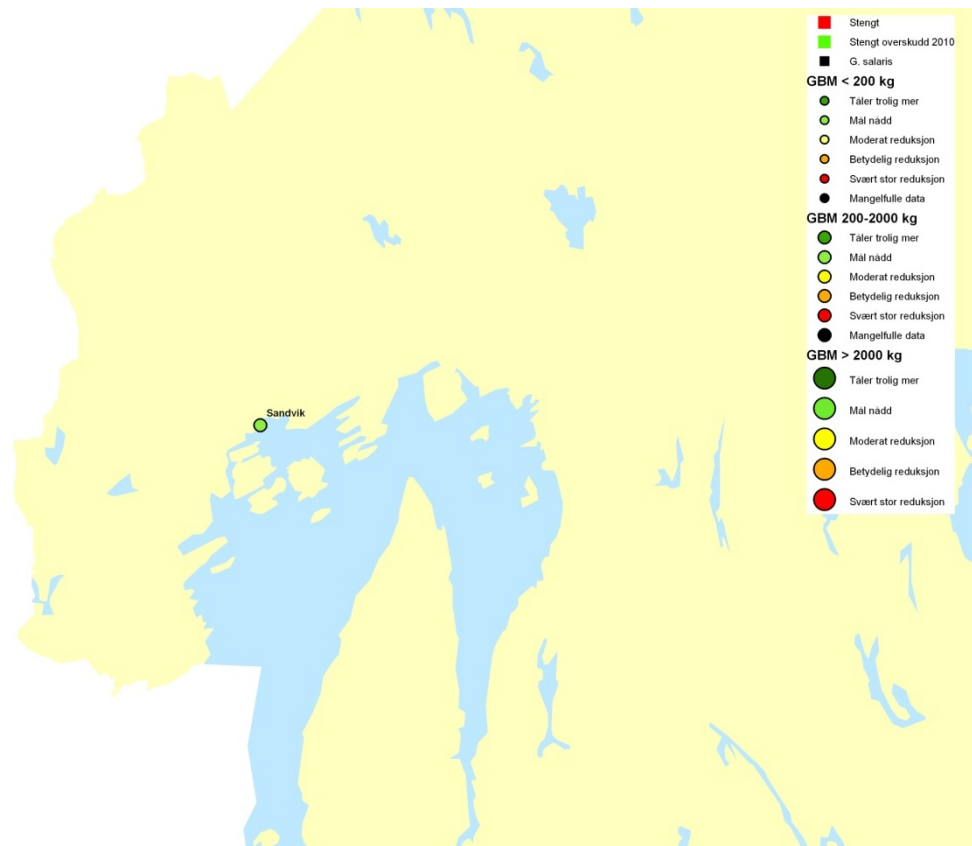 Stengt
Stengt overskudd 2010
G. salaris
GBM < 200 kg
Tåler trolig mer
Mål nådd
Moderat reduksjon
Betydelig reduksjon
Svært stor reduksjon
Mangelfulle data
GBM 200-2000 kg
Tåler trolig mer
Mål nådd
Moderat reduksjon
Betydelig reduksjon
Svært stor reduksjon
Mangelfulle data
GBM > 2000 kg
Tåler trolig mer
Mål nådd
Moderat reduksjon
Betydelig reduksjon
Svært stor reduksjon
Sandvik